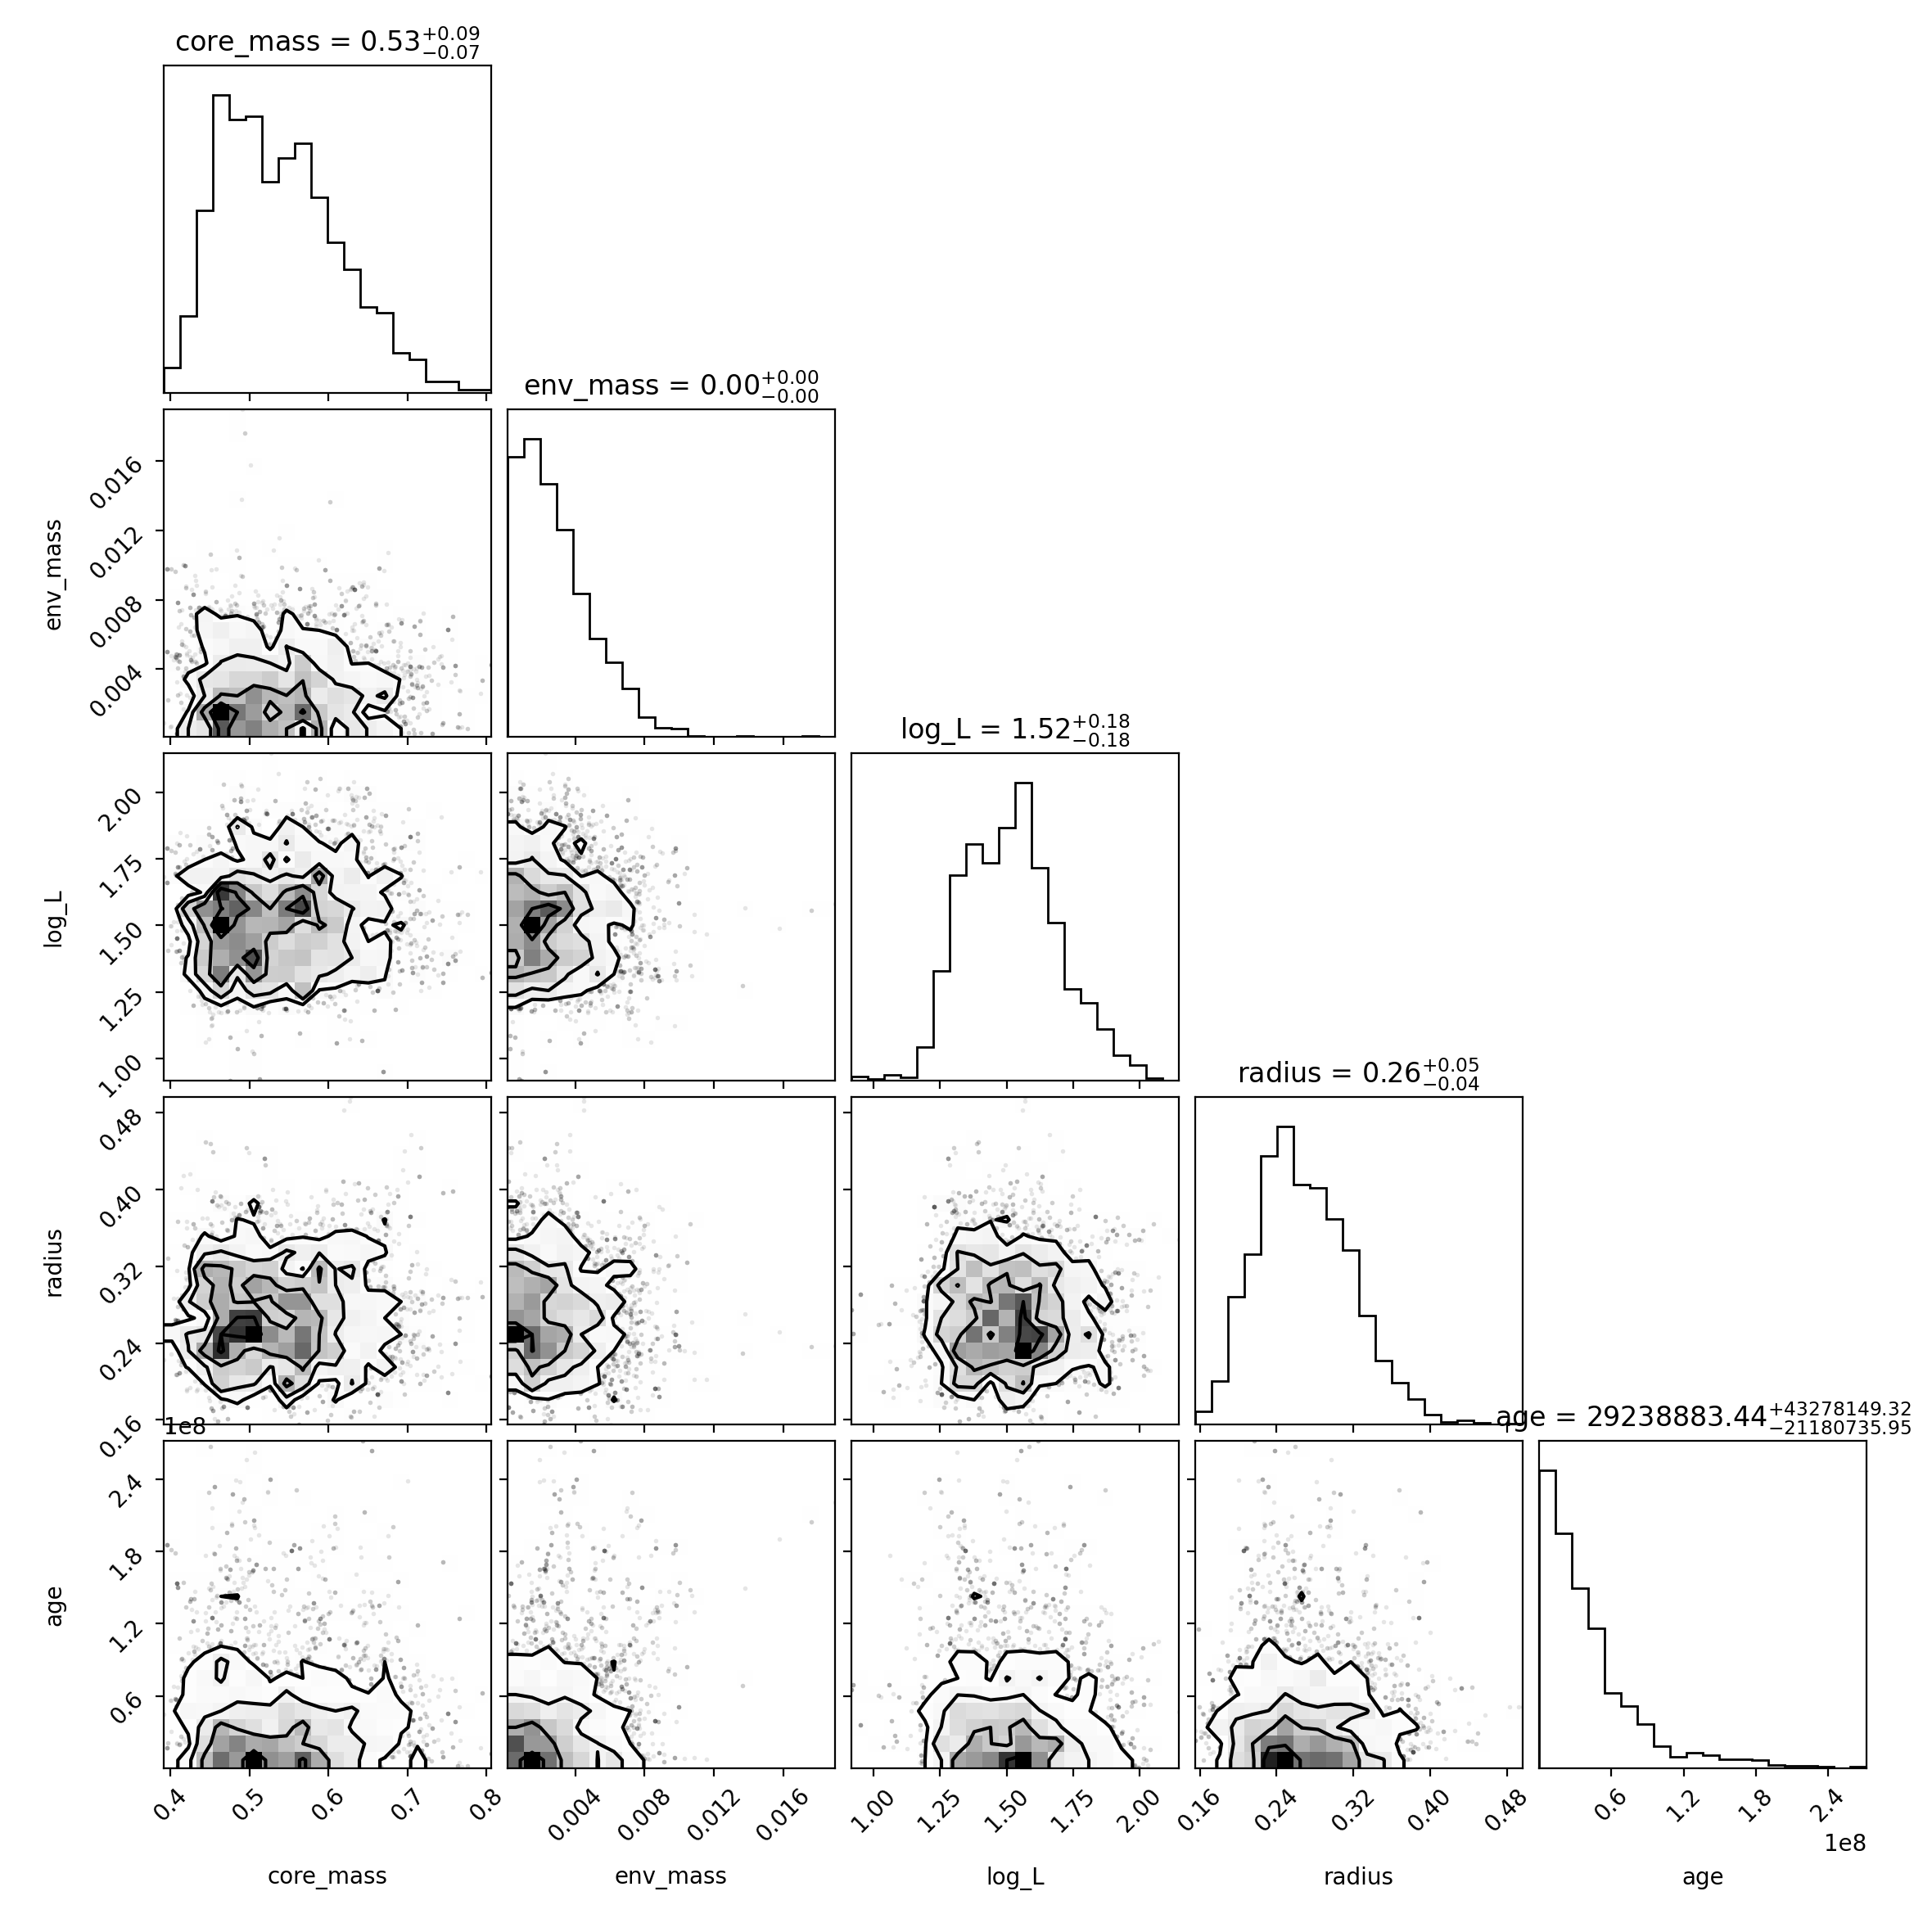 core_mass = 0.53+0.09−0.07
env_mass = 0.00+0.00−0.00
env_mass
0.016
0.012
0.008
0.004
log_L = 1.52+0.18−0.18
log_L
2.00
1.75
1.50
1.25
1.00
radius = 0.26+0.05−0.04
radius
0.48
0.40
0.32
0.24
0.16
1e8
age = 29238883.44+43278149.32−21180735.95
age
2.4
1.8
1.2
0.6
0.4 0.5 0.6 0.7 0.8
0.004 0.008 0.012 0.016
1.00 1.25 1.50 1.75 2.00
0.16 0.24 0.32 0.40 0.48
0.6 1.2 1.8 2.4
1e8
core_mass env_mass log_L radius age